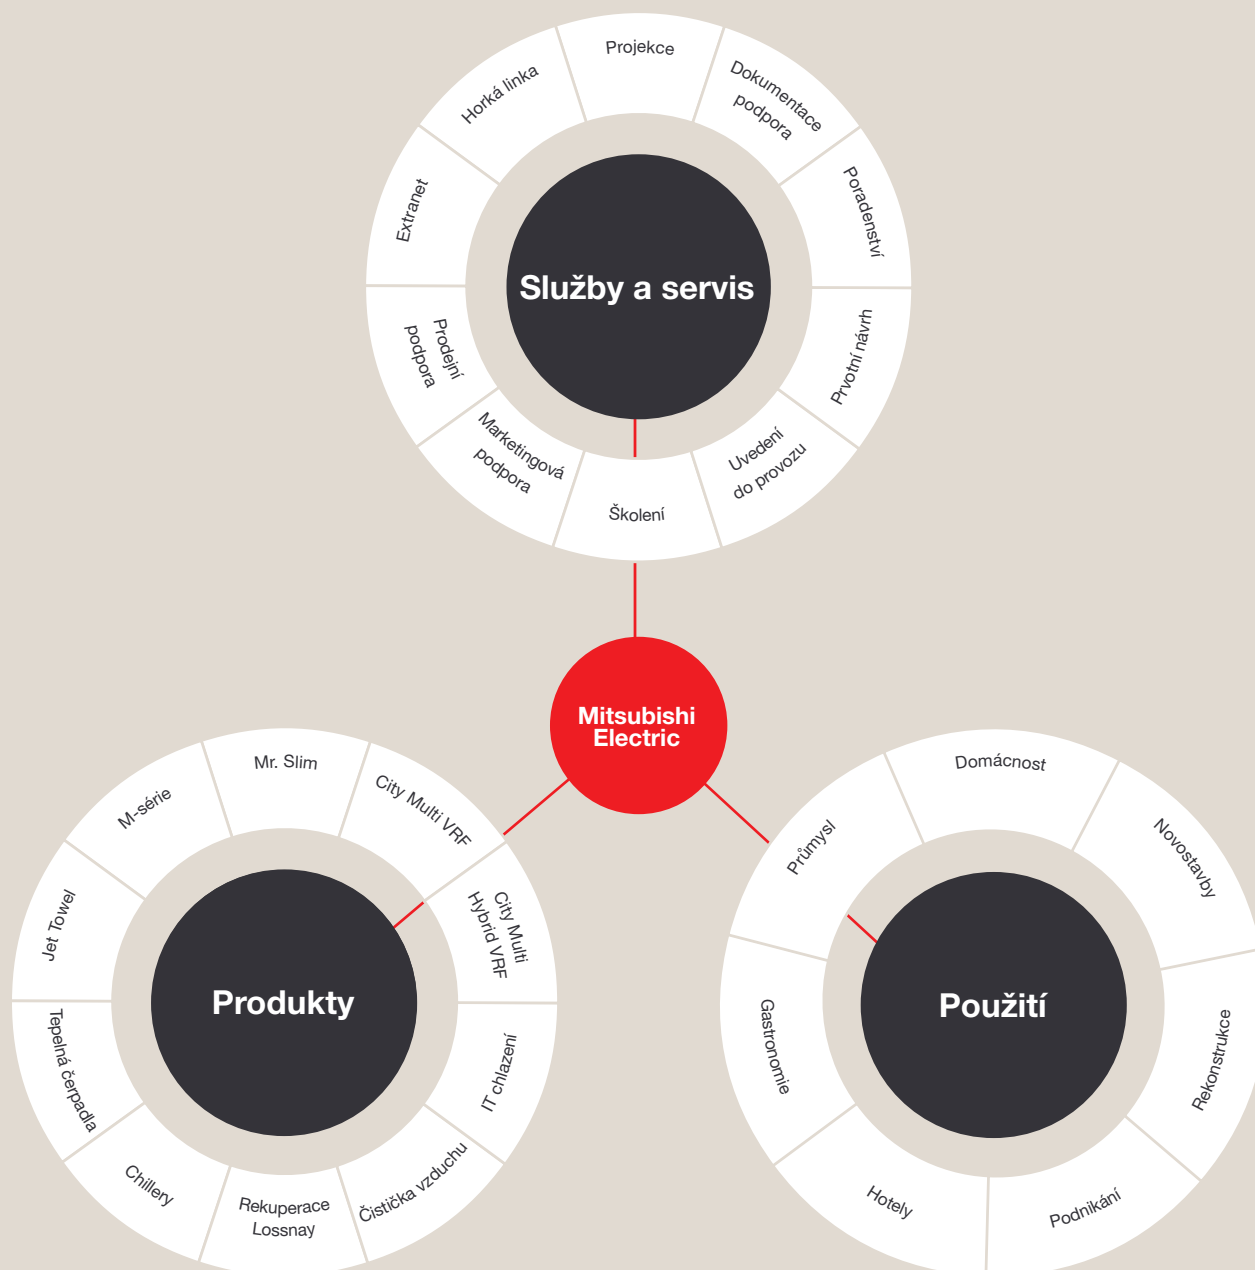 Projekce
Dokumentace
podpora
Poradenství
Prvotní návrh
Uvedení
do provozu
Školení
Marketingová
podpora
Prodejní
podpora
Extranet
Horká linka
Služby a servis
Mitsubishi
Electric
Mr. Slim
City Multi VRF
City Multi
Hybrid VRF
IT chlazení
Čistička vzduchu
Rekuperace
Lossnay
Chillery
Tepelná čerpadla
Jet Towel
M-série
Produkty
Domácnost
Novostavby
Rekonstrukce
Podnikání
Hotely
Gastronomie
Průmysl
Použití